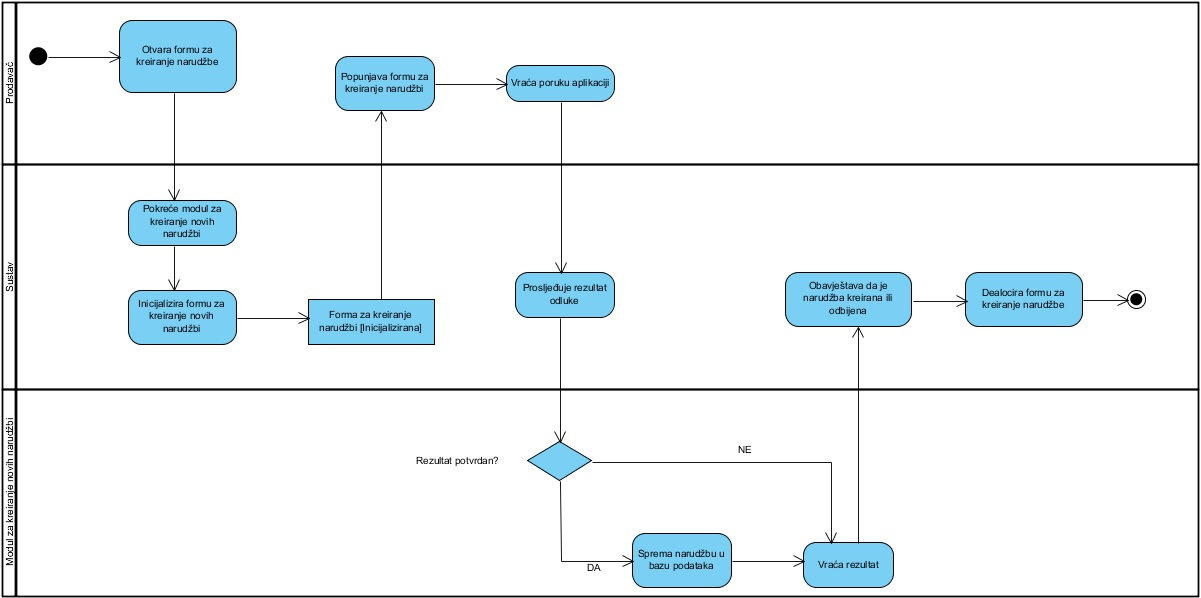 Prodavač
Otvara formu za
kreiranje narudžbe
Popunjava formu za
kreiranje narudžbi
Vraća poruku aplikaciji
Sustav
Pokreće modul za
kreiranje novih
narudžbi
Inicijalizira formu za
kreiranje novih
narudžbi
Forma za kreiranje
narudžbi [Inicijalizirana]
Prosljeđuje rezultat
odluke
Obavještava da je
narudžba kreirana ili
odbijena
Dealocira formu za
kreiranje narudžbe
Modul za kreiranje novih narudžbi
Rezultat potvrdan?
NE
DA
Sprema narudžbu u
bazu podataka
Vraća rezultat